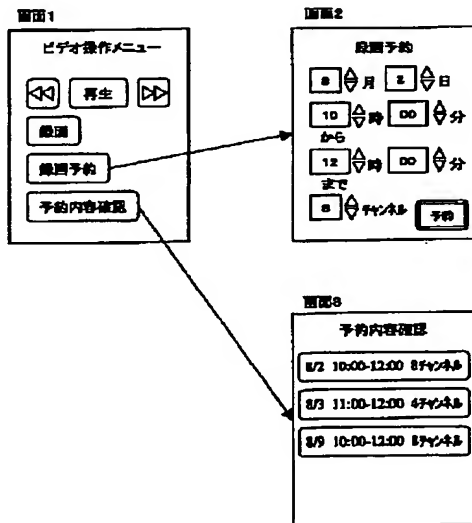 画面1
ビデオ操作メニュー
再生
録画
録画予約
予約内容確認
画面2
録画予約
8 月 2 日
10 時 00 分
から
12 時 00 分
まで
8 チャンネル 予約
画面3
予約内容確認
8/2 10:00-12:00 8チャンネル
8/3 11:00-12:00 4チャンネル
8/9 10:00-12:00 8チャンネル